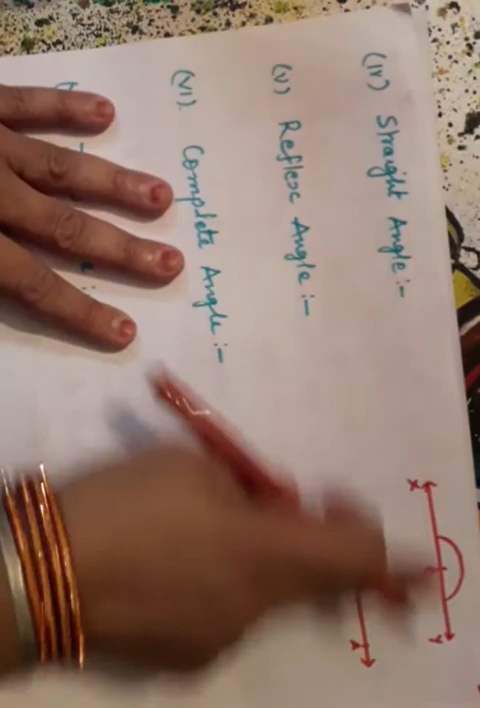 (iv) Straight Angle:-
(v) Reflex Angle:-
(vi). Complete Angle:-